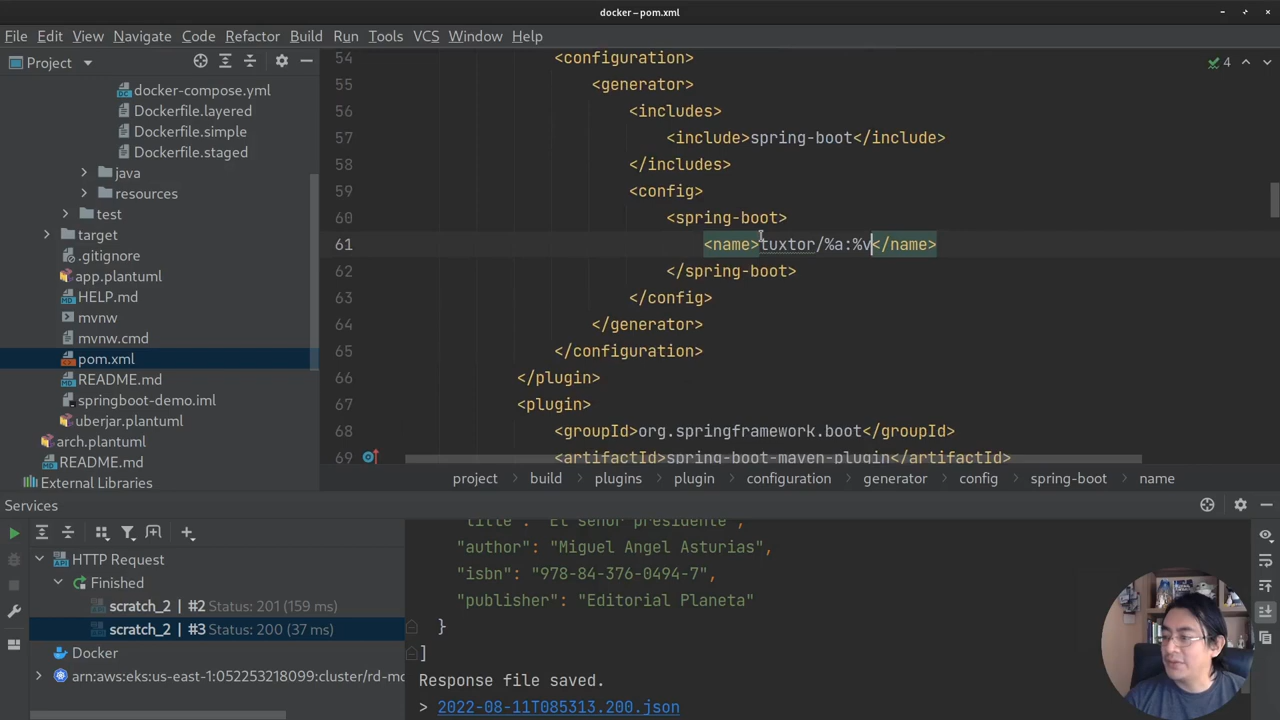 docker – pom.xml
File Edit View Navigate Code Refactor Build Run Tools VCS Window Help
Project
docker-compose.yml
Dockerfile.layered
Dockerfile.simple
Dockerfile.staged
java
resources
test
target
.gitignore
app.plantuml
HELP.md
mvnw
mvnw.cmd
pom.xml
README.md
springboot-demo.iml
uberjar.plantuml
arch.plantuml
README.md
External Libraries
54 <configuration>
55 <generator>
56 <includes>
57 <include>spring-boot</include>
58 </includes>
59 <config>
60 <spring-boot>
61 <name>tuxtor/%a:%v</name>
62 </spring-boot>
63 </config>
64 </generator>
65 </configuration>
66 </plugin>
67 <plugin>
68 <groupId>org.springframework.boot</groupId>
69 <artifactId>spring-boot-maven-plugin</artifactId>
4
project build plugins plugin configuration generator config spring-boot name
Services
HTTP Request
Finished
scratch_2 | #2 Status: 201 (159 ms)
scratch_2 | #3 Status: 200 (37 ms)
Docker
arn:aws:eks:us-east-1:052253218099:cluster/rd-mo
"title": "El señor presidente",
"author": "Miguel Angel Asturias",
"isbn": "978-84-376-0494-7",
"publisher": "Editorial Planeta"
}
]
Response file saved.
> 2022-08-11T085313.200.json